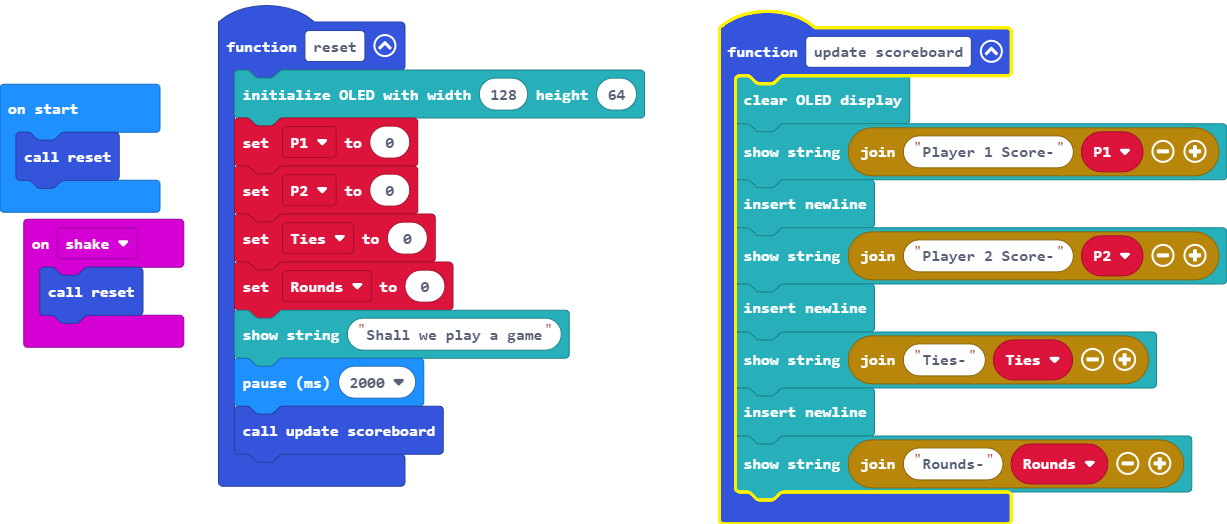 on start
call reset
on shake
call reset
function reset
initialize OLED with width 128 height 64
set P1 to 0
set P2 to 0
set Ties to 0
set Rounds to 0
show string "Shall we play a game"
pause (ms) 2000
call update scoreboard
function update scoreboard
clear OLED display
show string join "Player 1 Score-" P1
insert newline
show string join "Player 2 Score-" P2
insert newline
show string join "Ties-" Ties
insert newline
show string join "Rounds-" Rounds